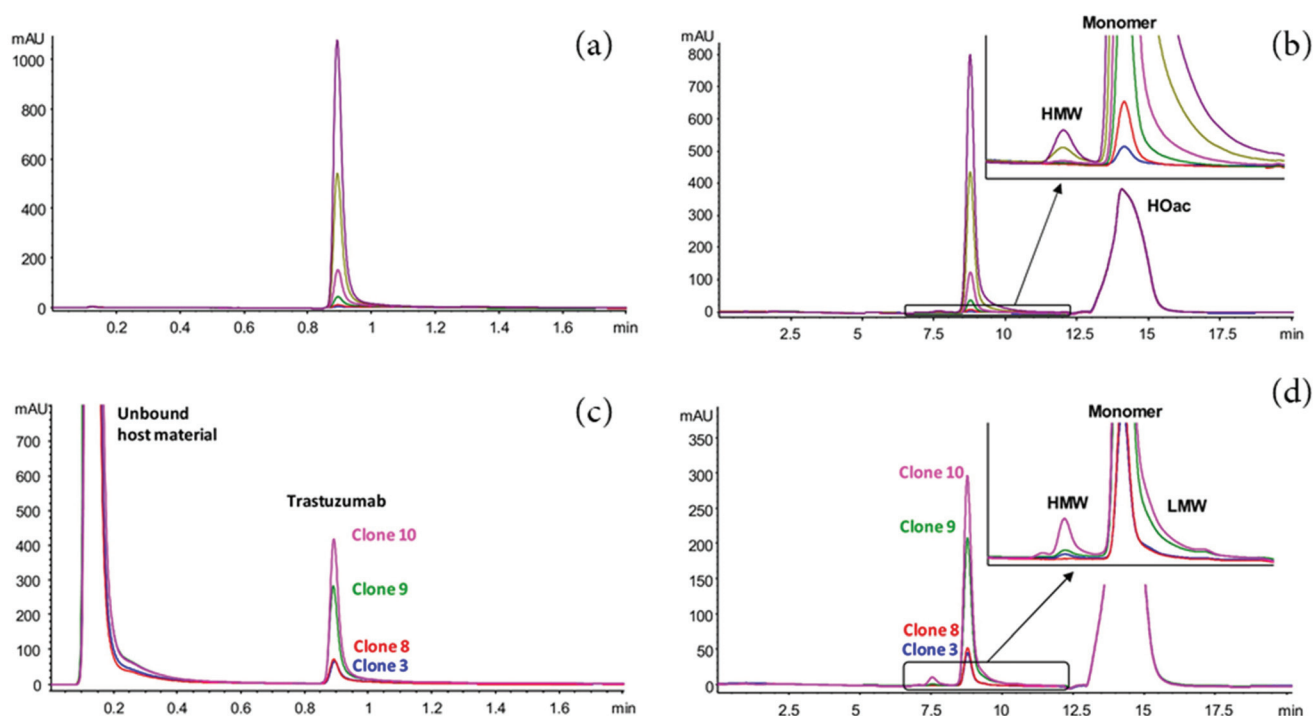 mAU
(a)
1000
800
600
400
200
0
0.2 0.4 0.6 0.8 1 1.2 1.4 1.6 min
mAU
(b)
800
700
600
500
400
300
200
100
0
2.5 5 7.5 10 12.5 15 17.5 min
Monomer
HMW
HOac
mAU
(c)
700
600
500
400
300
200
100
0
0.2 0.4 0.6 0.8 1 1.2 1.4 1.6 min
Unbound
host material
Trastuzumab
Clone 10
Clone 9
Clone 8
Clone 3
mAU
(d)
350
300
250
200
150
100
50
0
2.5 5 7.5 10 12.5 15 min
Monomer
HMW
LMW
Clone 10
Clone 9
Clone 8
Clone 3